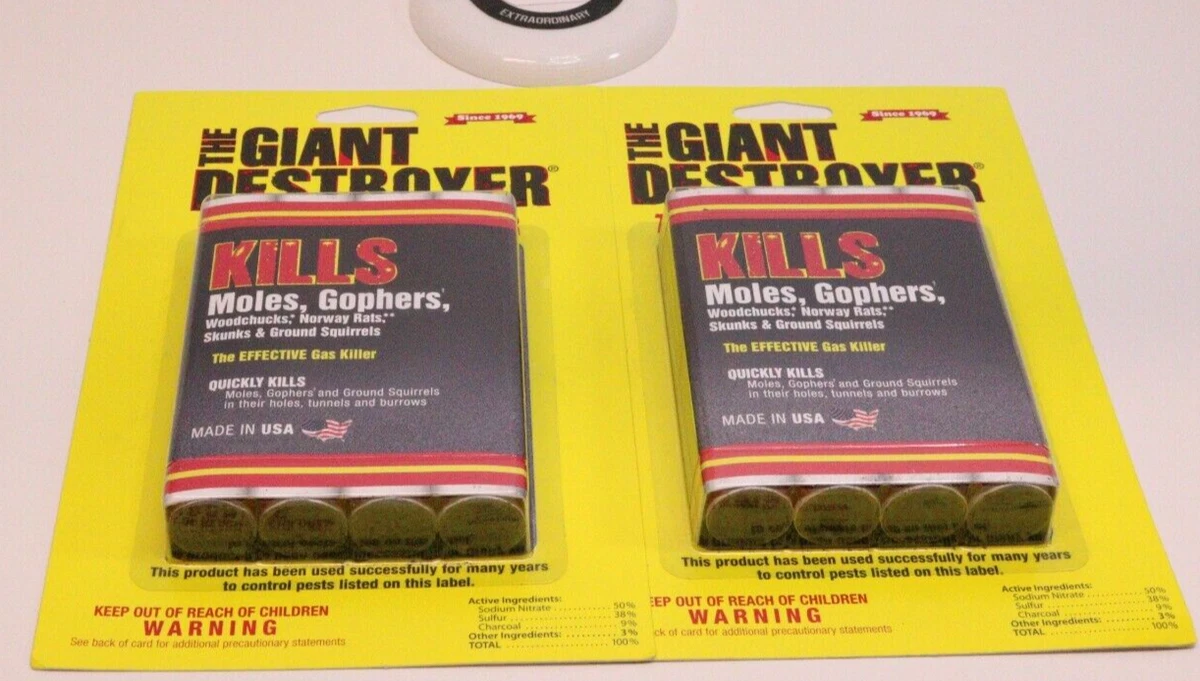 EXTRAORDINARY
Since 1969
THE GIANT
DESTROYER®
KILLS
Moles, Gophers,†
Woodchucks,* Norway Rats,**
Skunks & Ground Squirrels
The EFFECTIVE Gas Killer
QUICKLY KILLS
Moles, Gophers† and Ground Squirrels
in their holes, tunnels and burrows
MADE IN USA
This product has been used successfully for many years
to control pests listed on this label.
KEEP OUT OF REACH OF CHILDREN
WARNING
See back of card for additional precautionary statements
Active Ingredients:
Sodium Nitrate .................. 50%
Sulfur .................. 38%
Charcoal .................. 9%
Other Ingredients: .................. 3%
TOTAL .................. 100%
Since 1969
THE GIANT
DESTROYER®
KILLS
Moles, Gophers,†
Woodchucks,* Norway Rats,**
Skunks & Ground Squirrels
The EFFECTIVE Gas Killer
QUICKLY KILLS
Moles, Gophers† and Ground Squirrels
in their holes, tunnels and burrows
MADE IN USA
This product has been used successfully for many years
to control pests listed on this label.
EEP OUT OF REACH OF CHILDREN
WARNING
ck of card for additional precautionary statements
Active Ingredients:
Sodium Nitrate .................. 50%
Sulfur .................. 38%
Charcoal .................. 9%
Other Ingredients: .................. 3%
TOTAL .................. 100%